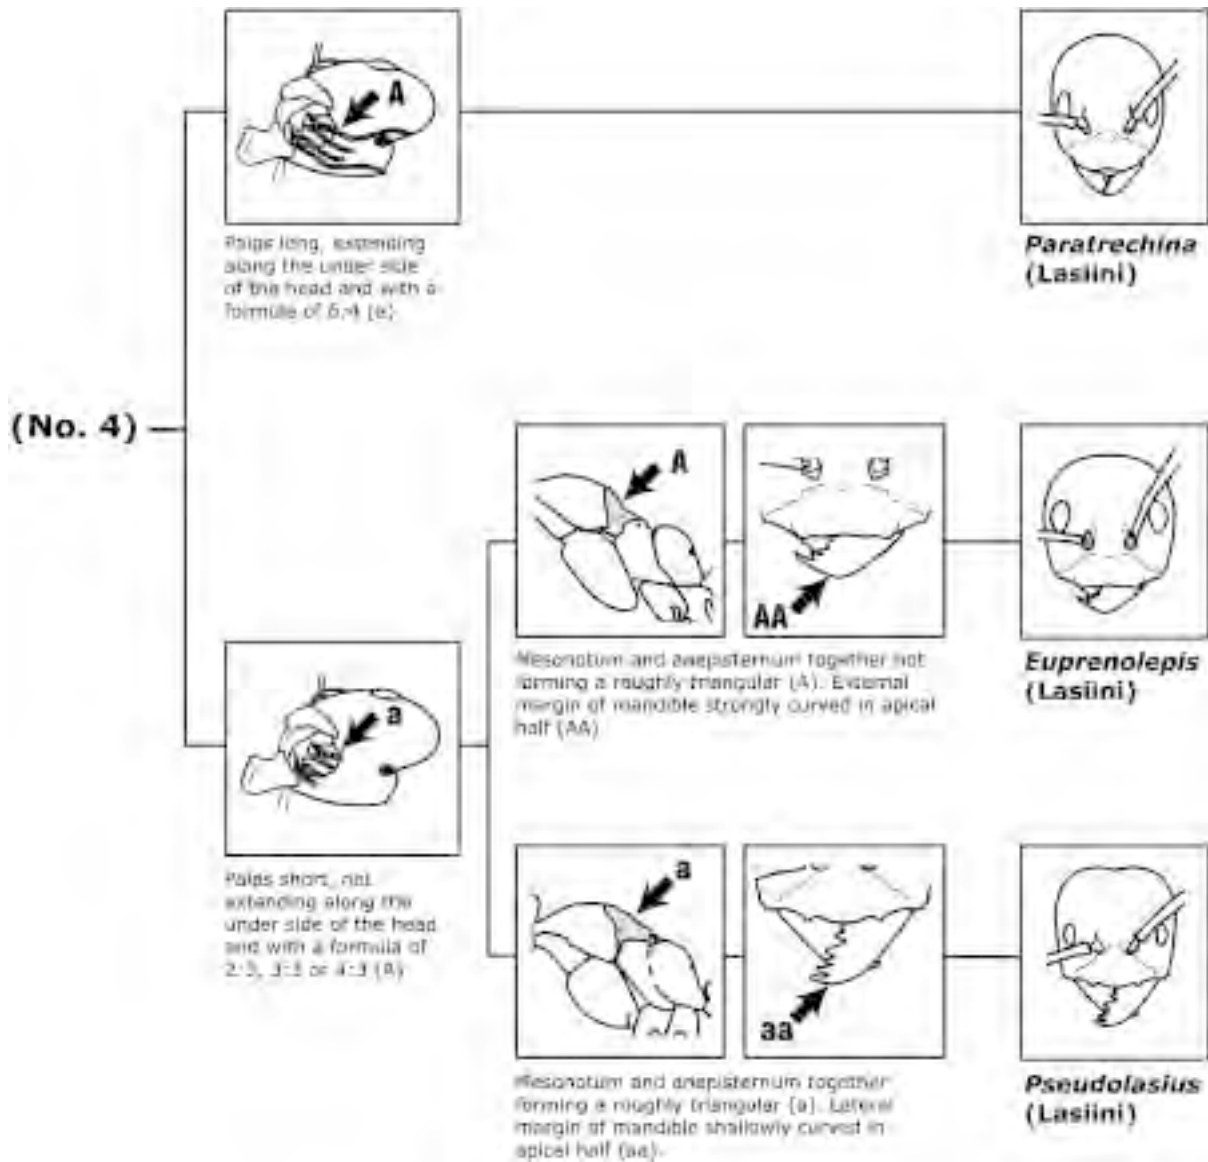 A
Palps long, extending
along the under side
of the head and with a
formula of 6:4 (a)
Paratrechina
(Lasiini)
(No. 4)
A
AA
Mesonotum and anepisternum together not
forming a roughly triangular (A). External
margin of mandible strongly curved in apical
half (AA)
Euprenolepis
(Lasiini)
a
Palps short, not
extending along the
under side of the head
and with a formula of
2:3, 3:3 or 4:3 (A)
a
aa
Mesonotum and anepisternum together
forming a roughly triangular (a). Lateral
margin of mandible shallowly curved in
apical half (aa).
Pseudolasius
(Lasiini)